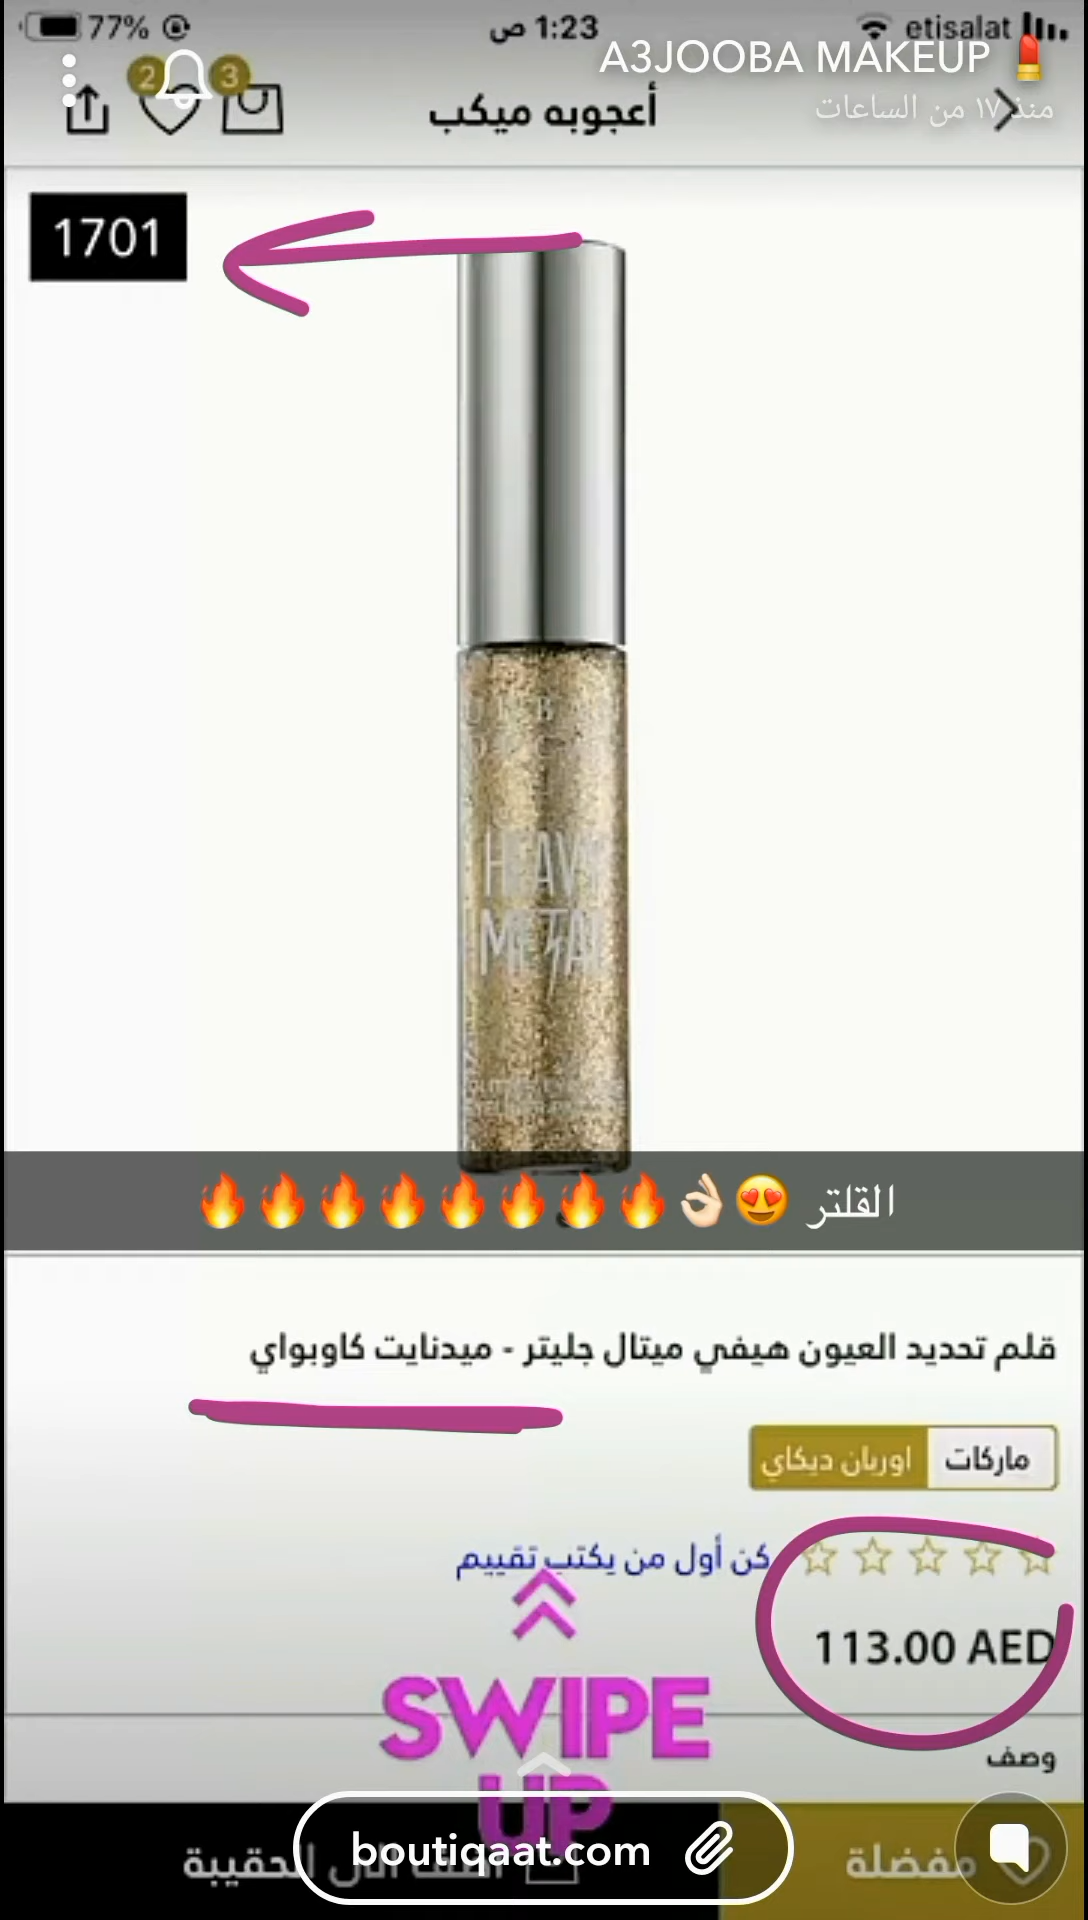 77%
1:23 ص
etisalat
A3JOOBA MAKEUP 💄
منذ ١٧ من الساعات
2
3
أعجوبه ميكب
1701
HEAVY
METAL
القلتر 😍👌🏻🔥🔥🔥🔥🔥🔥🔥🔥
قلم تحديد العيون هيفي ميتال جليتر - ميدنايت كاوبواي
ماركات
اوربان ديكاي
كن أول من يكتب تقييم
113.00 AED
SWIPE
UP
وصف
boutiqaat.com
مفضلة
الحقيبة